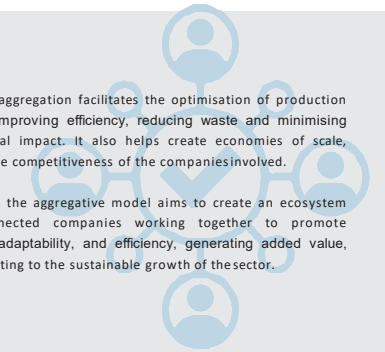 aggregation facilitates the optimisation of production
mproving efficiency, reducing waste and minimising
al impact. It also helps create economies of scale,
e competitiveness of the companiesinvolved.
the aggregative model aims to create an ecosystem
nected companies working together to promote
adaptability, and efficiency, generating added value,
ting to the sustainable growth of thesector.